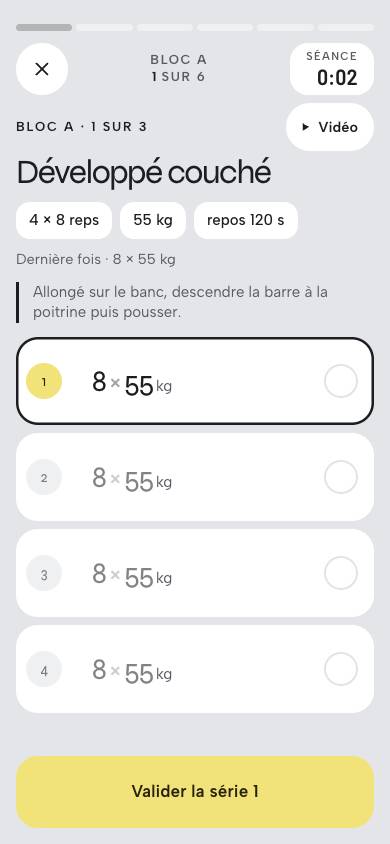 BLOC A
1 SUR 6
SÉANCE
0:02
BLOC A · 1 SUR 3
Vidéo
Développé couché
4 × 8 reps
55 kg
repos 120 s
Dernière fois · 8 × 55 kg
Allongé sur le banc, descendre la barre à la
poitrine puis pousser.
1 8 × 55 kg
2 8 × 55 kg
3 8 × 55 kg
4 8 × 55 kg
Valider la série 1